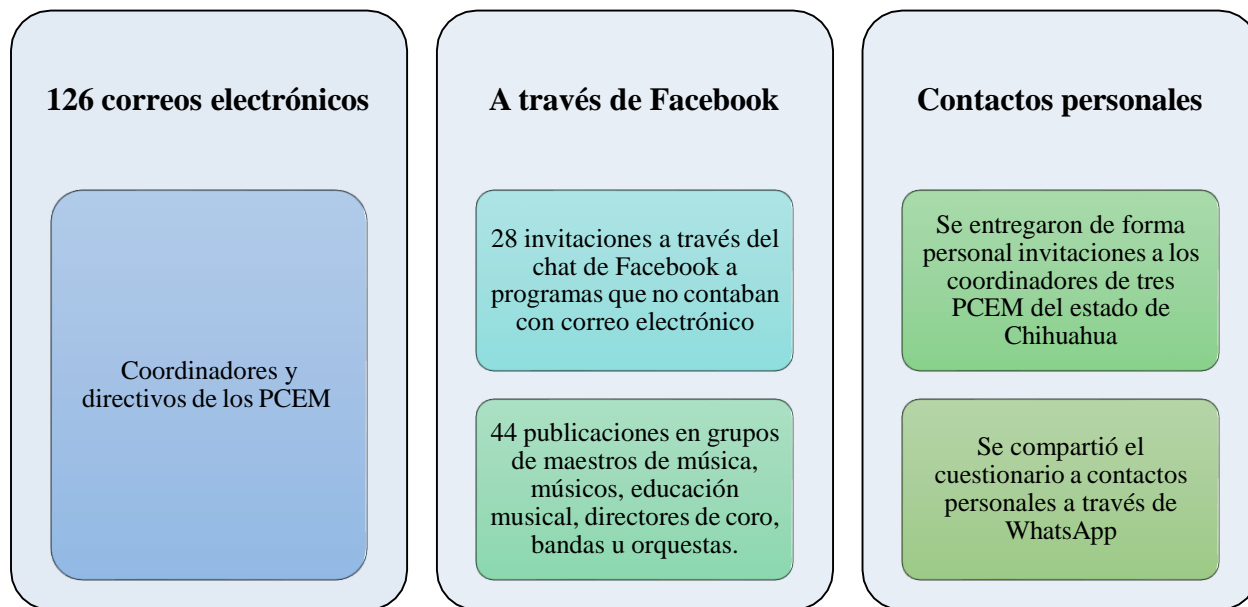 126 correos electrónicos
Coordinadores y
directivos de los PCEM
A través de Facebook
28 invitaciones a través del
chat de Facebook a
programas que no contaban
con correo electrónico
44 publicaciones en grupos
de maestros de música,
músicos, educación
musical, directores de coro,
bandas u orquestas.
Contactos personales
Se entregaron de forma
personal invitaciones a los
coordinadores de tres
PCEM del estado de
Chihuahua
Se compartió el
cuestionario a contactos
personales a través de
WhatsApp